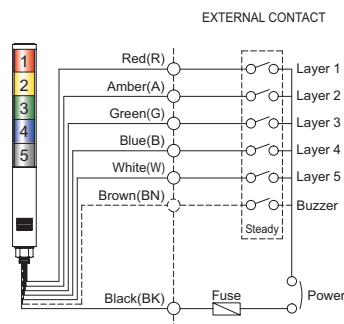 EXTERNAL CONTACT
1
2
3
4
5
Red(R)
Layer 1
Amber(A)
Layer 2
Green(G)
Layer 3
Blue(B)
Layer 4
White(W)
Layer 5
Brown(BN)
Buzzer
Steady
Black(BK)
Fuse
Power